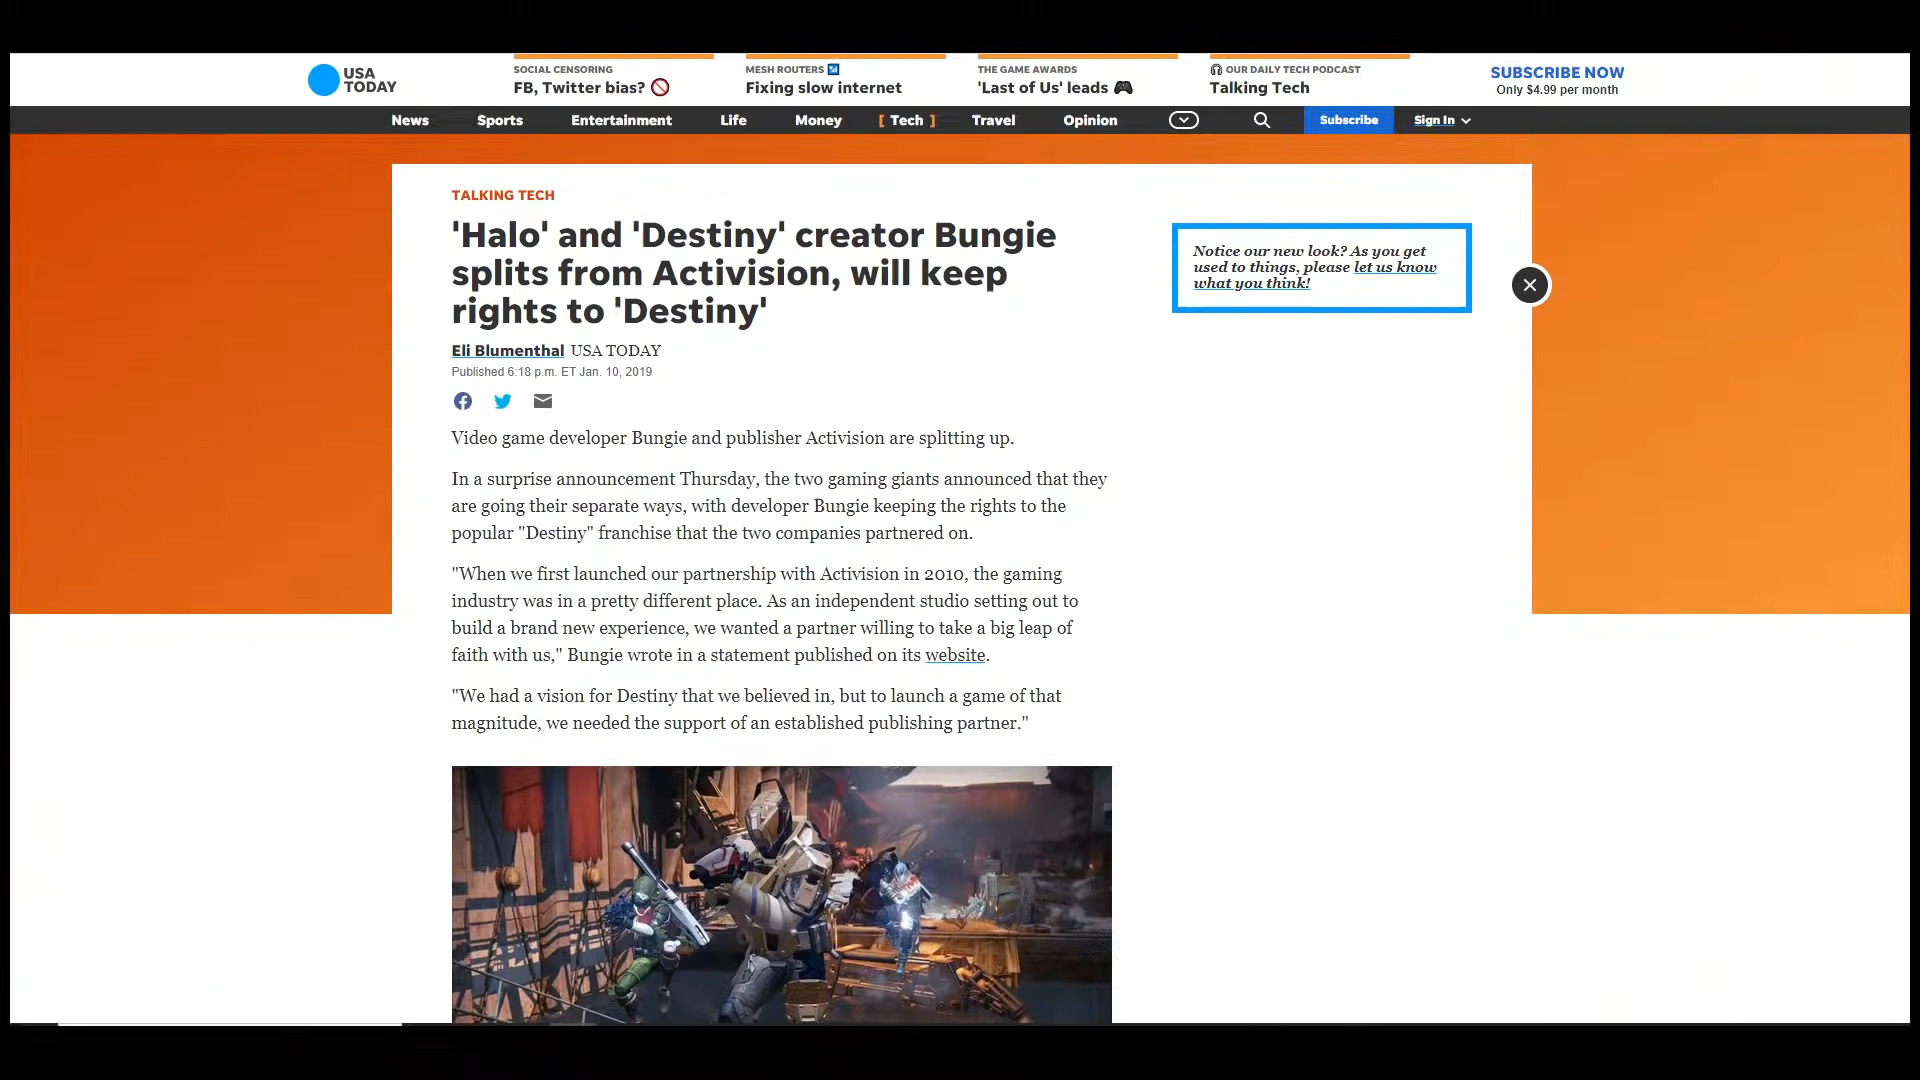 USA
TODAY
SOCIAL CENSORING
FB, Twitter bias?
MESH ROUTERS
Fixing slow internet
THE GAME AWARDS
'Last of Us' leads
OUR DAILY TECH PODCAST
Talking Tech
SUBSCRIBE NOW
Only $4.99 per month
News Sports Entertainment Life Money [ Tech ] Travel Opinion Subscribe Sign In
TALKING TECH
'Halo' and 'Destiny' creator Bungie
splits from Activision, will keep
rights to 'Destiny'
Eli Blumenthal USA TODAY
Published 6:18 p.m. ET Jan. 10, 2019
Notice our new look? As you get
used to things, please let us know
what you think!
Video game developer Bungie and publisher Activision are splitting up.
In a surprise announcement Thursday, the two gaming giants announced that they
are going their separate ways, with developer Bungie keeping the rights to the
popular "Destiny" franchise that the two companies partnered on.
"When we first launched our partnership with Activision in 2010, the gaming
industry was in a pretty different place. As an independent studio setting out to
build a brand new experience, we wanted a partner willing to take a big leap of
faith with us," Bungie wrote in a statement published on its website.
"We had a vision for Destiny that we believed in, but to launch a game of that
magnitude, we needed the support of an established publishing partner."